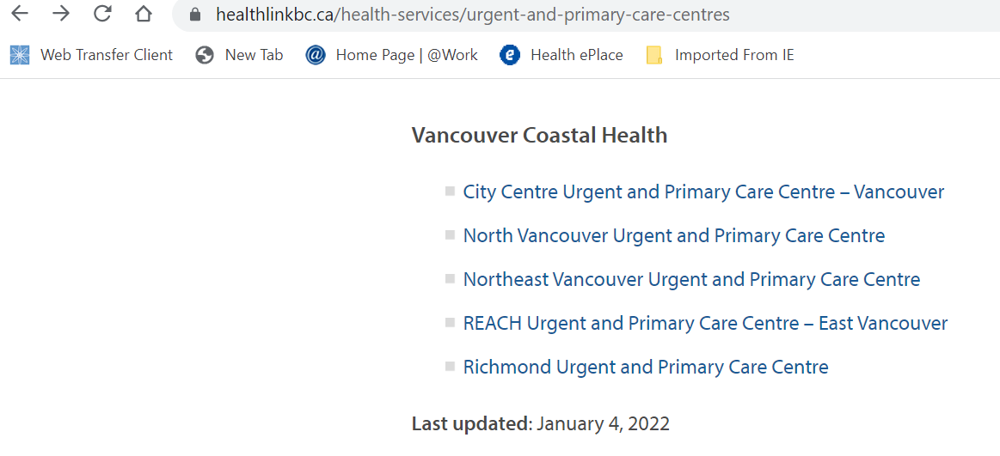 healthlinkbc.ca/health-services/urgent-and-primary-care-centres
Web Transfer Client New Tab @ Home Page | @Work e Health ePlace Imported From IE
Vancouver Coastal Health
City Centre Urgent and Primary Care Centre – Vancouver
North Vancouver Urgent and Primary Care Centre
Northeast Vancouver Urgent and Primary Care Centre
REACH Urgent and Primary Care Centre – East Vancouver
Richmond Urgent and Primary Care Centre
Last updated: January 4, 2022